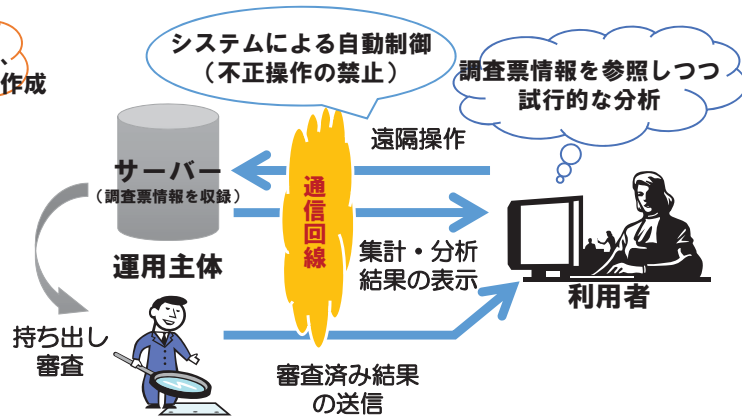 、
作成
システムによる自動制御
（不正操作の禁止）
調査票情報を参照しつつ
試行的な分析
遠隔操作
サーバー
（調査票情報を収録）
通信回線
運用主体
集計・分析
結果の表示
利用者
持ち出し
審査
審査済み結果
の送信